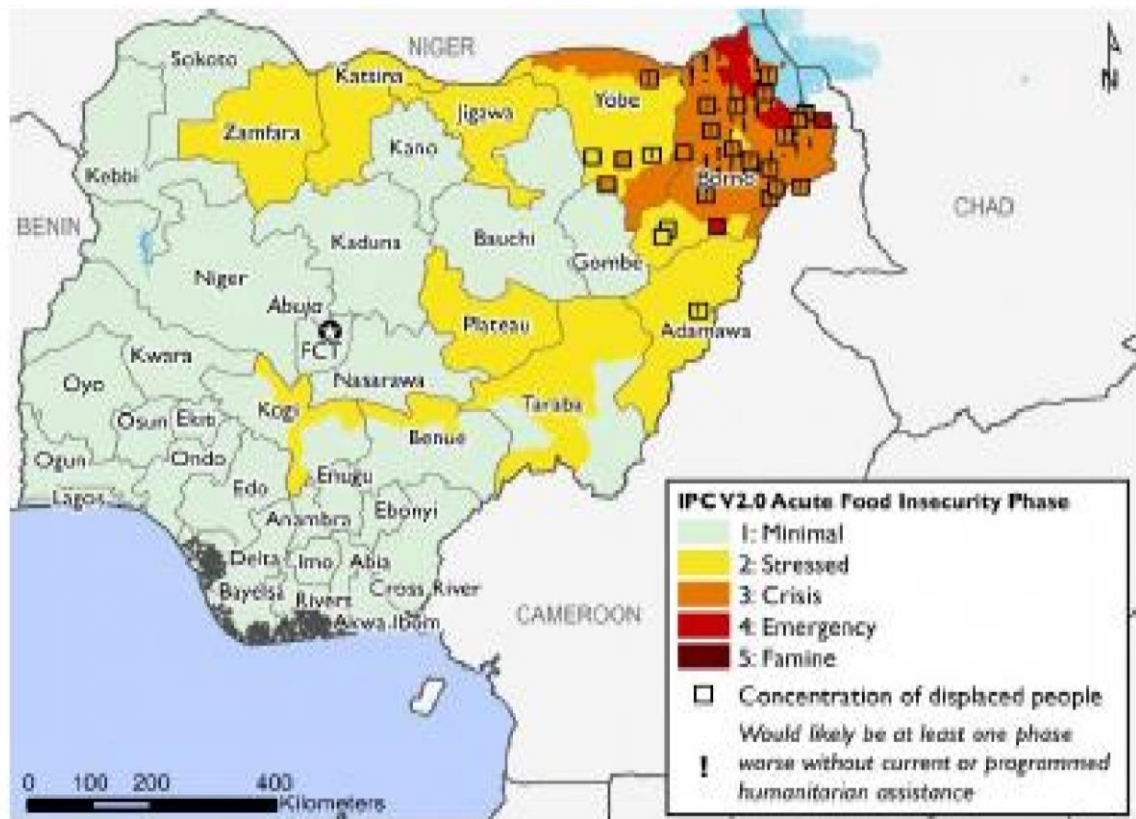 NIGER
N
Sokoto
Katsina
Yobe
Jigawa
Zamfara
Kano
Borno
Kebbi
CHAD
BENIN
Kaduna
Bauchi
Gombe
Niger
Abuja
Plateau
Adamawa
FCT
Kwara
Nasarawa
Oyo
Taraba
Kogi
Osun
Ekiti
Benue
Ogun
Ondo
Enugu
Lagos
Edo
Ebonyi
Anambra
Delta
Imo
Abia
Bayelsa
Cross River
Rivert
Akwa Ibom
CAMEROON
IPC V2.0 Acute Food Insecurity Phase
1: Minimal
2: Stressed
3: Crisis
4: Emergency
5: Famine
Concentration of displaced people
Would likely be at least one phase
! worse without current or programmed
humanitarian assistance
0 100 200 400
Kilometers